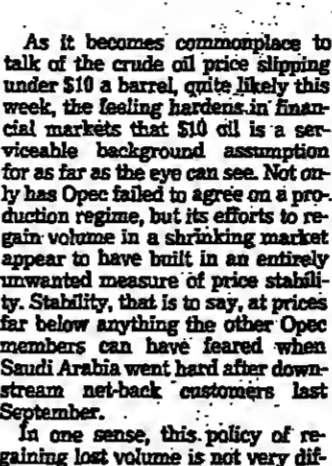 As it becomes commonplace to
talk of the crude oil price slipping
under $10 a barrel, quite likely this
week, the feeling hardens in finan-
cial markets that $10 oil is a ser-
viceable background assumption
for as far as the eye can see. Not on-
ly has Opec failed to agree on a pro-
duction regime, but its efforts to re-
gain volume in a shrinking market
appear to have built in an entirely
unwanted measure of price stabili-
ty. Stability, that is to say, at prices
far below anything the other Opec
members can have feared when
Saudi Arabia went hard after down-
stream net-back customers last
September.
In one sense, this policy of re-
gaining lost volume is not very dif-